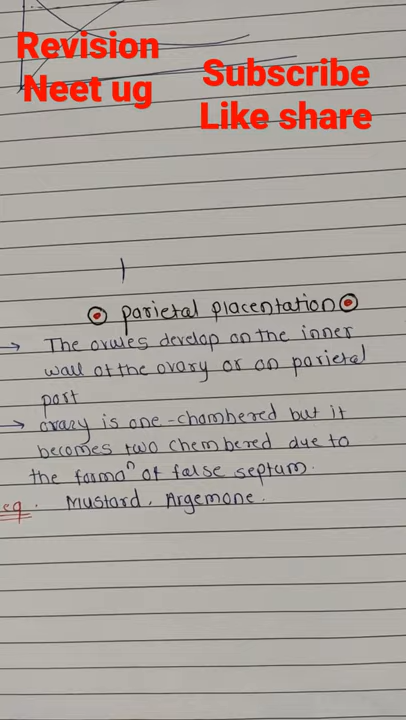 Revision
Neet ug
Subscribe
Like share
parietal placentation
→ The ovules develop on the inner
wall of the ovary or on parietal
part
→ ovary is one-chambered but it
becomes two chembered due to
the formoⁿ of false septum.
eg. Mustard, Argemone.